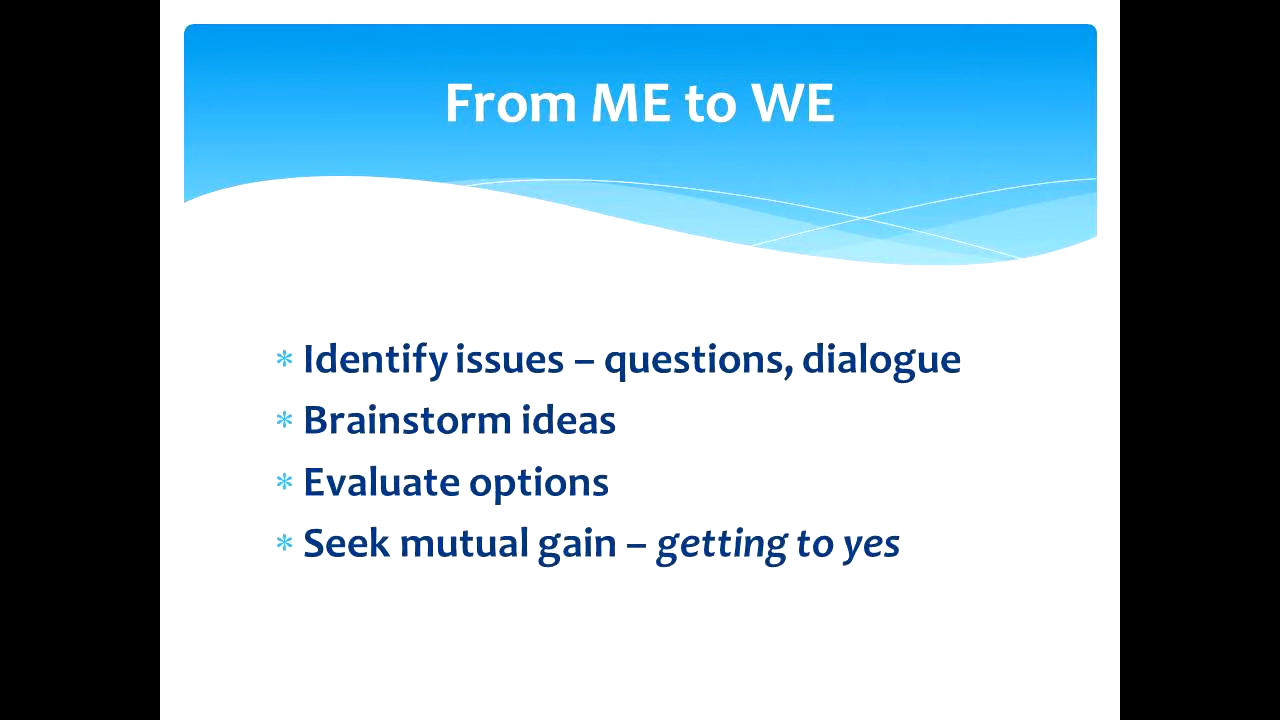 From ME to WE
* Identify issues – questions, dialogue
* Brainstorm ideas
* Evaluate options
* Seek mutual gain – getting to yes